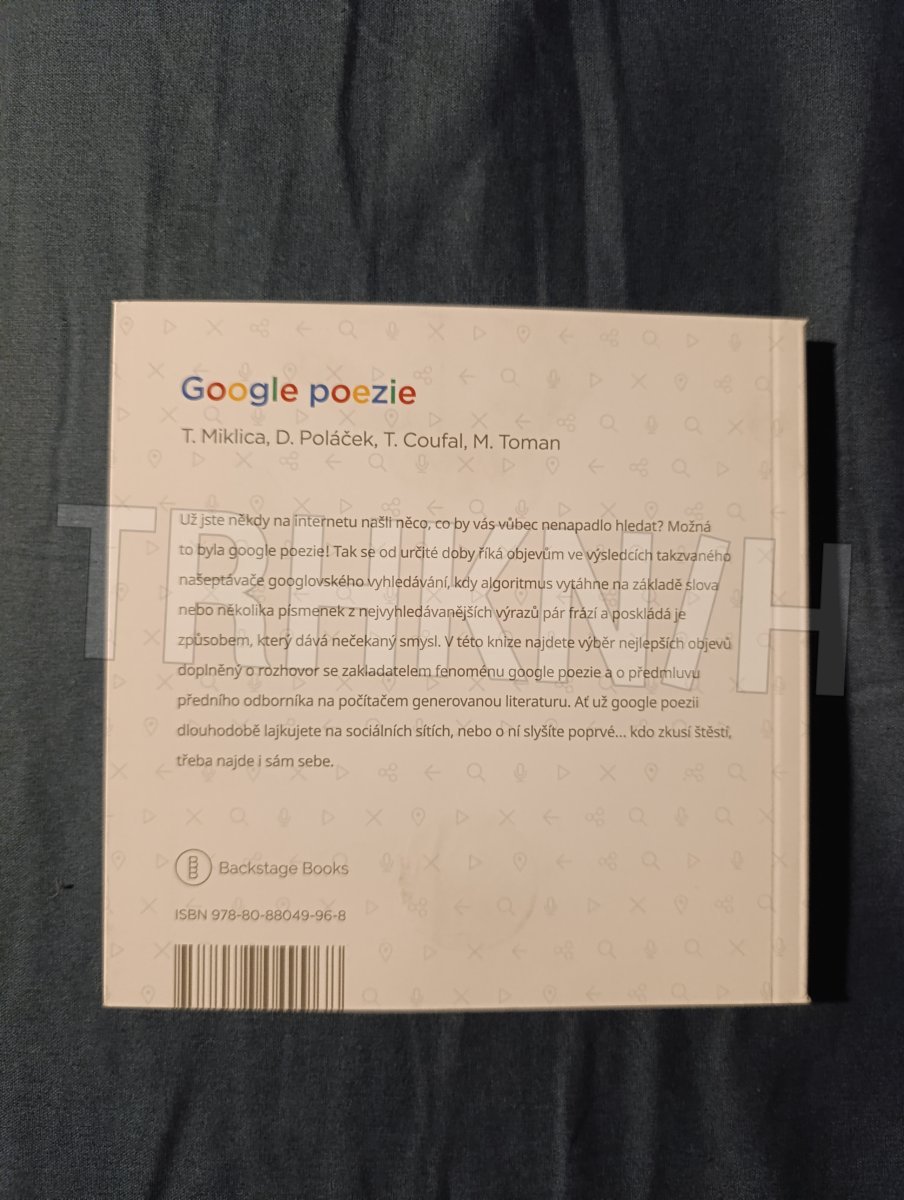 Google poezie
T. Miklica, D. Poláček, T. Coufal, M. Toman
Už jste někdy na internetu našli něco, co by vás vůbec nenapadlo hledat? Možná
to byla google poezie! Tak se od určité doby říká objevům ve výsledcích takzvaného
našeptávače googlovského vyhledávání, kdy algoritmus vytáhne na základě slova
nebo několika písmenek z nejvyhledávanějších výrazů pár frází a poskládá je
způsobem, který dává nečekaný smysl. V této knize najdete výběr nejlepších objevů
doplněný o rozhovor se zakladatelem fenoménu google poezie a o předmluvu
předního odborníka na počítačem generovanou literaturu. Ať už google poezii
dlouhodobě lajkujete na sociálních sítích, nebo o ní slyšíte poprvé... kdo zkusí štěstí,
třeba najde i sám sebe.
Backstage Books
ISBN 978-80-88049-96-8